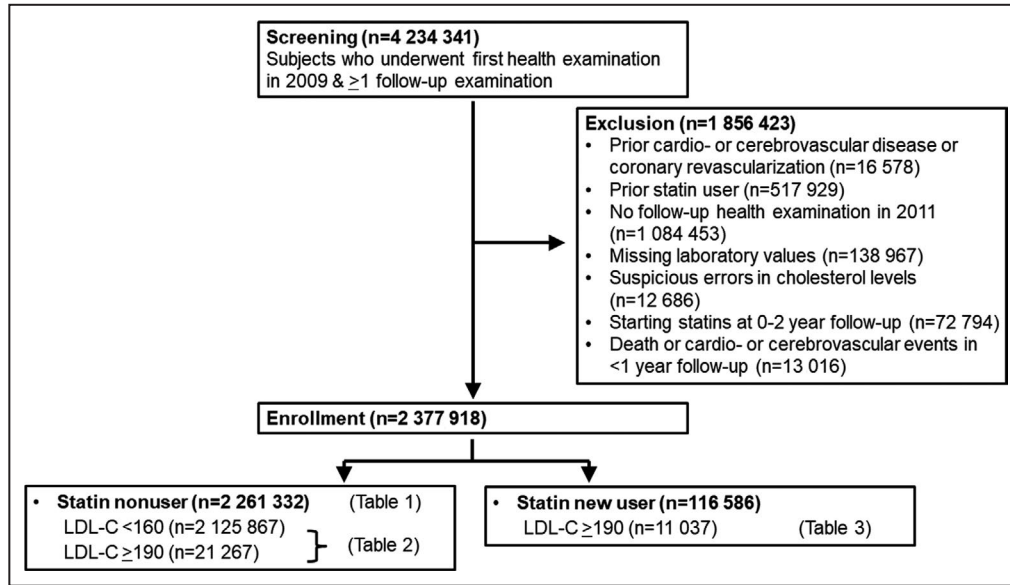 Screening (n=4 234 341)
Subjects who underwent first health examination
in 2009 & ≥1 follow-up examination
Exclusion (n=1 856 423)
• Prior cardio- or cerebrovascular disease or
coronary revascularization (n=16 578)
• Prior statin user (n=517 929)
• No follow-up health examination in 2011
(n=1 084 453)
• Missing laboratory values (n=138 967)
• Suspicious errors in cholesterol levels
(n=12 686)
• Starting statins at 0-2 year follow-up (n=72 794)
• Death or cardio- or cerebrovascular events in
<1 year follow-up (n=13 016)
Enrollment (n=2 377 918)
• Statin nonuser (n=2 261 332) (Table 1)
LDL-C <160 (n=2 125 867)
LDL-C ≥190 (n=21 267)
(Table 2)
• Statin new user (n=116 586)
LDL-C ≥190 (n=11 037) (Table 3)